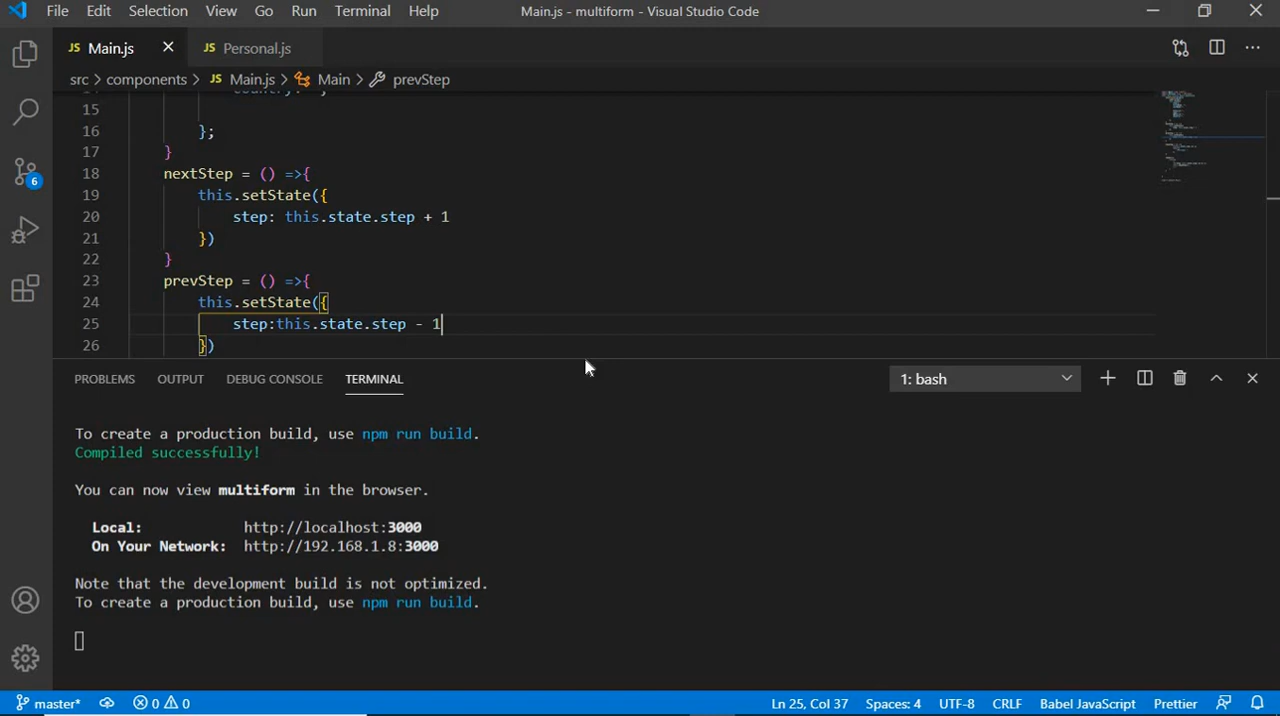 File Edit Selection View Go Run Terminal Help Main.js - multiform - Visual Studio Code
JS Main.js JS Personal.js
src > components > JS Main.js > Main > prevStep
15
16 };
17 }
18 nextStep = () =>{
19 this.setState({
20 step: this.state.step + 1
21 })
22 }
23 prevStep = () =>{
24 this.setState({
25 step:this.state.step - 1
26 })
PROBLEMS OUTPUT DEBUG CONSOLE TERMINAL 1: bash
To create a production build, use npm run build.
Compiled successfully!
You can now view multiform in the browser.
Local: http://localhost:3000
On Your Network: http://192.168.1.8:3000
Note that the development build is not optimized.
To create a production build, use npm run build.
6
master* 0 0 Ln 25, Col 37 Spaces: 4 UTF-8 CRLF Babel JavaScript Prettier